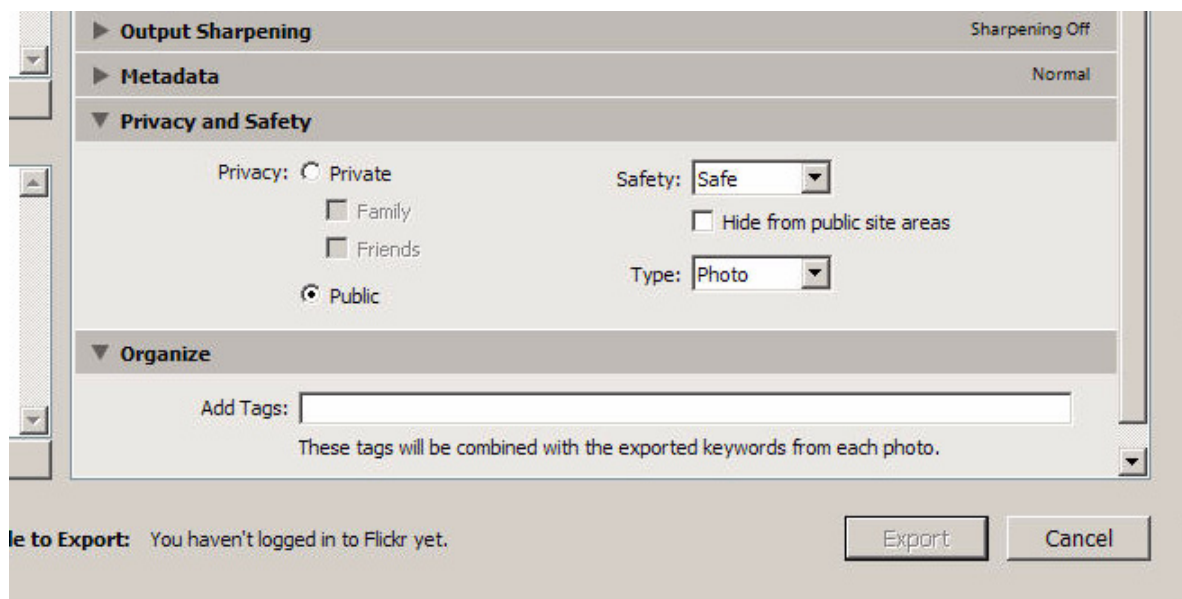 Output Sharpening Sharpening Off
Metadata Normal
Privacy and Safety
Privacy: Private Safety: Safe
Family Hide from public site areas
Friends
Type: Photo
Public
Organize
Add Tags:
These tags will be combined with the exported keywords from each photo.
to Export: You haven't logged in to Flickr yet. Export Cancel